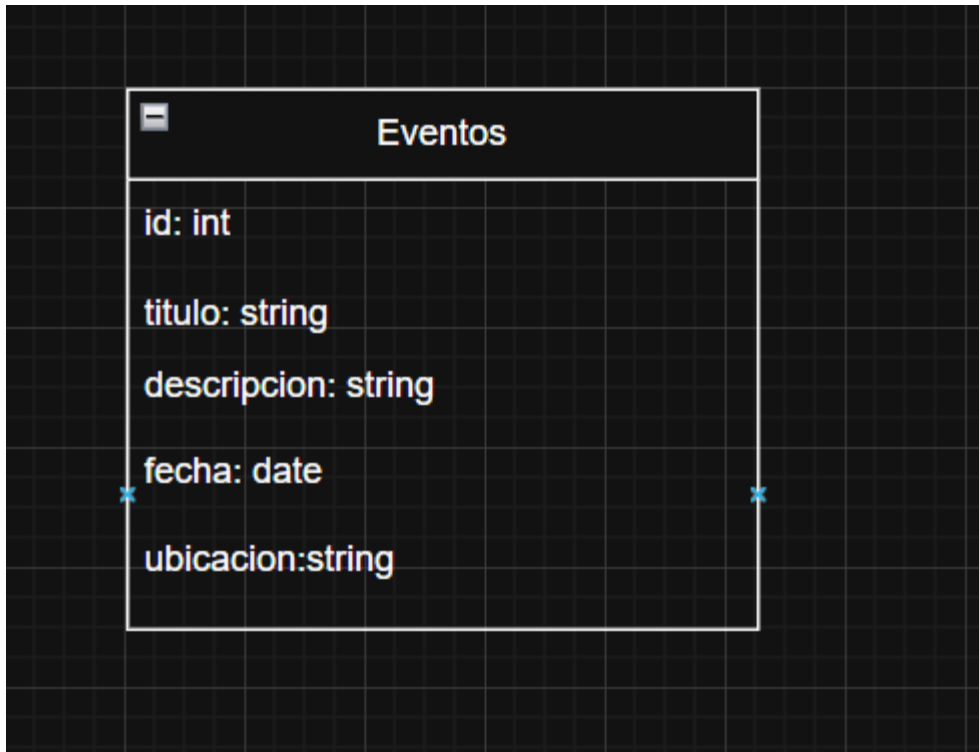 Eventos
id: int
titulo: string
descripcion: string
fecha: date
ubicacion:string